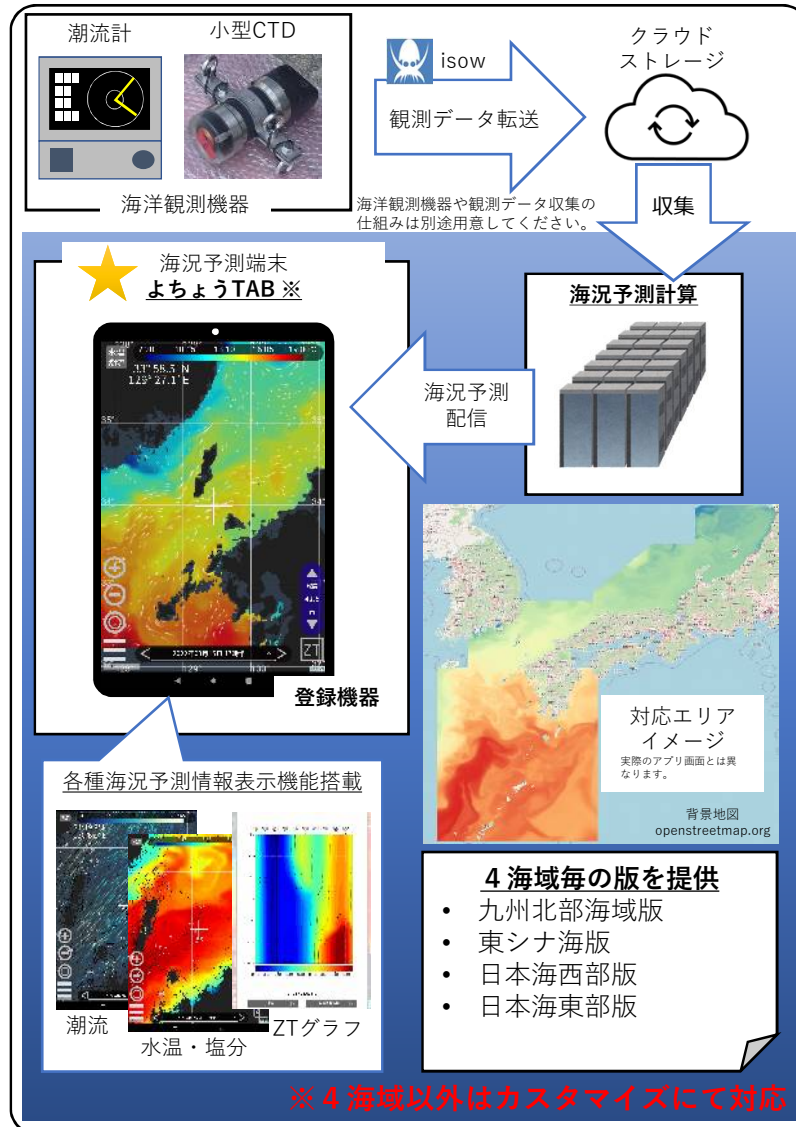 潮流計
小型CTD
海洋観測機器
isow
観測データ転送
海洋観測機器や観測データ収集の
仕組みは別途用意してください。
クラウド
ストレージ
収集
海況予測端末
よちょうTAB ※
33° 58.5' N
129° 27.1' E
35°
34°
ZT
登録機器
海況予測
配信
海況予測計算
対応エリア
イメージ
実際のアプリ画面とは異
なります。
背景地図
openstreetmap.org
各種海況予測情報表示機能搭載
潮流
水温・塩分
ZTグラフ
4海域毎の版を提供
• 九州北部海域版
• 東シナ海版
• 日本海西部版
• 日本海東部版
※4海域以外はカスタマイズにて対応